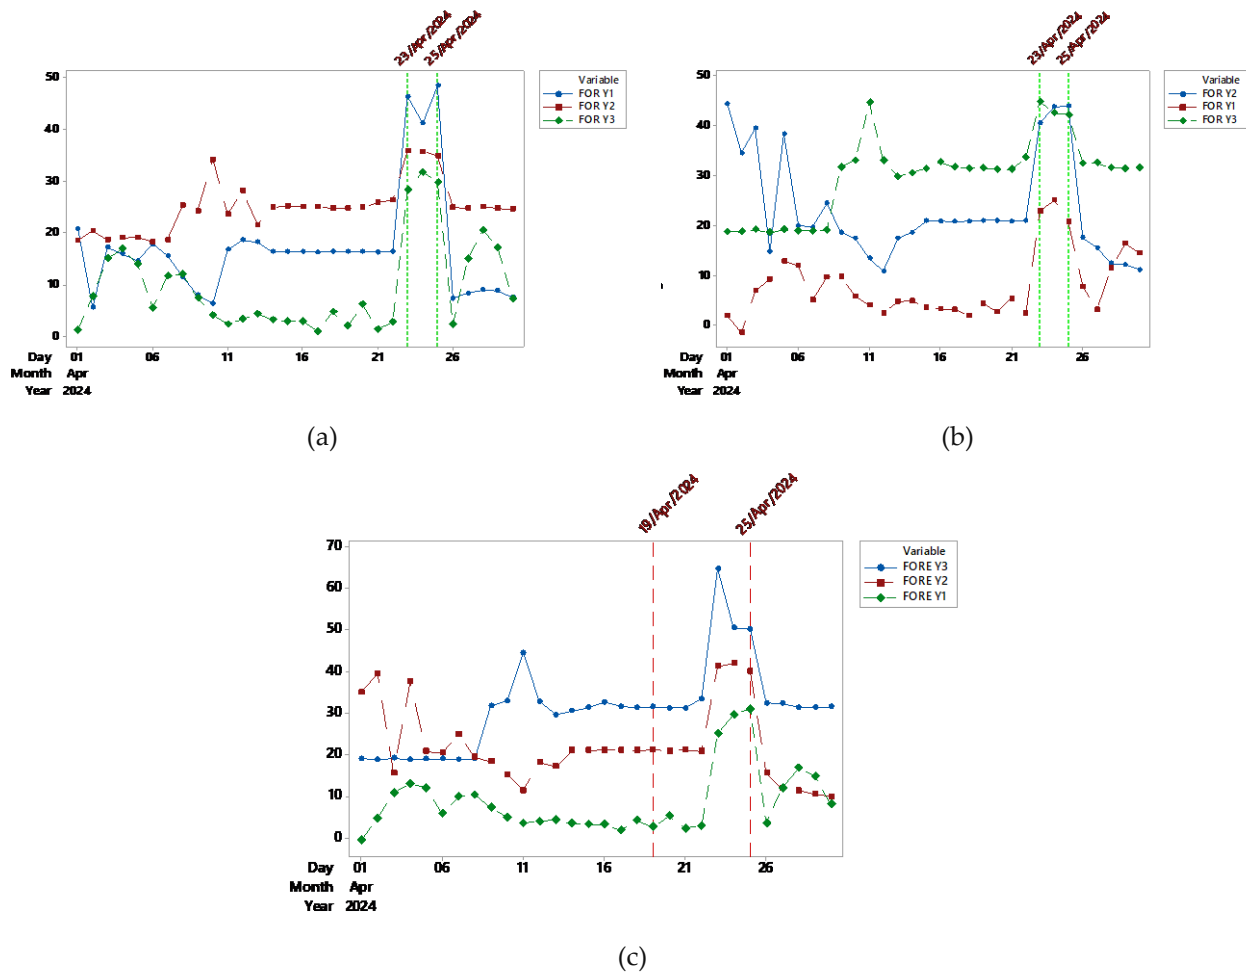 23/Apr/2024
25/Apr/2024
50
40
30
20
10
0
01 06 11 16 21 26
Day
Month Apr
Year 2024
Variable
FOR Y1
FOR Y2
FOR Y3
(a)
23/Apr/2024
25/Apr/2024
50
40
30
20
10
0
01 06 11 16 21 26
Day
Month Apr
Year 2024
Variable
FOR Y2
FOR Y1
FOR Y3
(b)
19/Apr/2024
25/Apr/2024
70
60
50
40
30
20
10
0
Day 01 06 11 16 21 26
Month Apr
Year 2024
Variable
FORE Y3
FORE Y2
FORE Y1
(c)